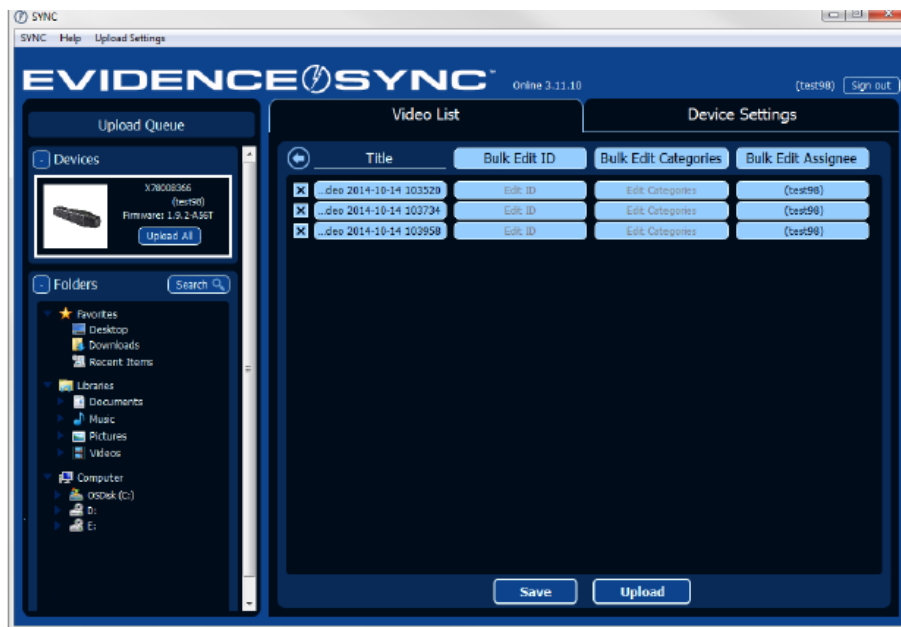 SYNC
SYNC Help Upload Settings
EVIDENCE SYNC™ Online 3.11.10 (test98) Sign out
Upload Queue
Video List Device Settings
- Devices
X78008366
(test98)
Firmware: 1.9.2-A56T
Upload All
- Folders Search
Favorites
Desktop
Downloads
Recent Items
Libraries
Documents
Music
Pictures
Videos
Computer
OSDisk (C:)
D:
E:
Title Bulk Edit ID Bulk Edit Categories Bulk Edit Assignee
...deo 2014-10-14 103520 Edit ID Edit Categories (test98)
...deo 2014-10-14 103734 Edit ID Edit Categories (test98)
...deo 2014-10-14 103958 Edit ID Edit Categories (test98)
Save Upload